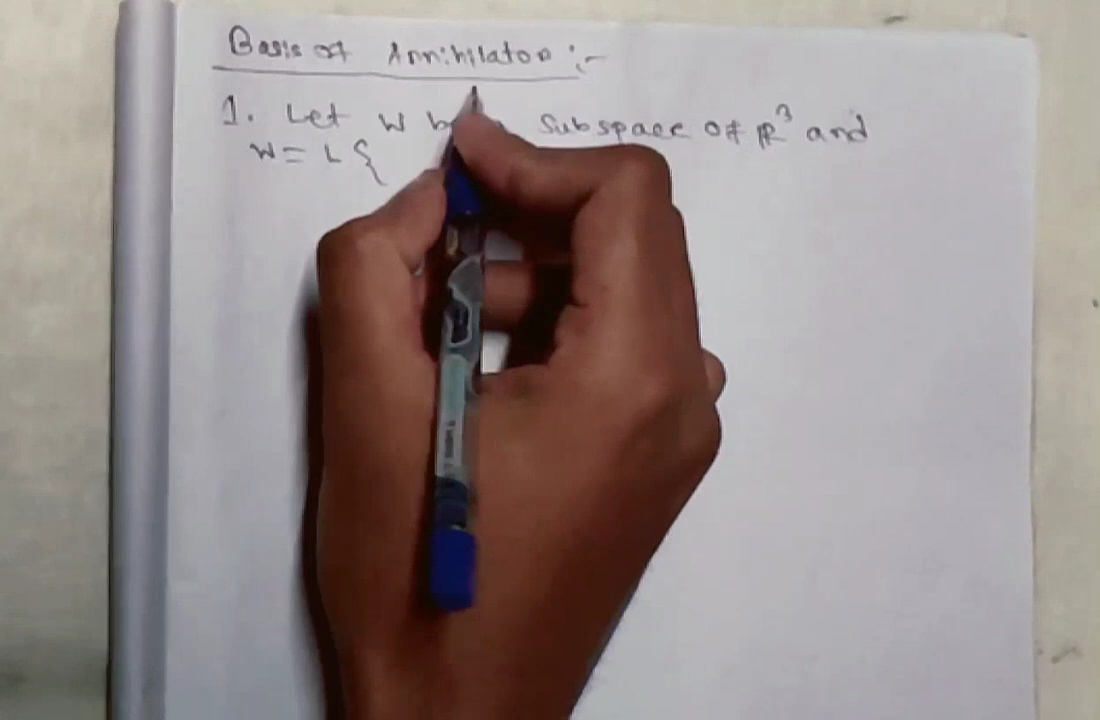 Basis of Annihilator :-
1. Let W Subspace of ℝ³ and
W = L {